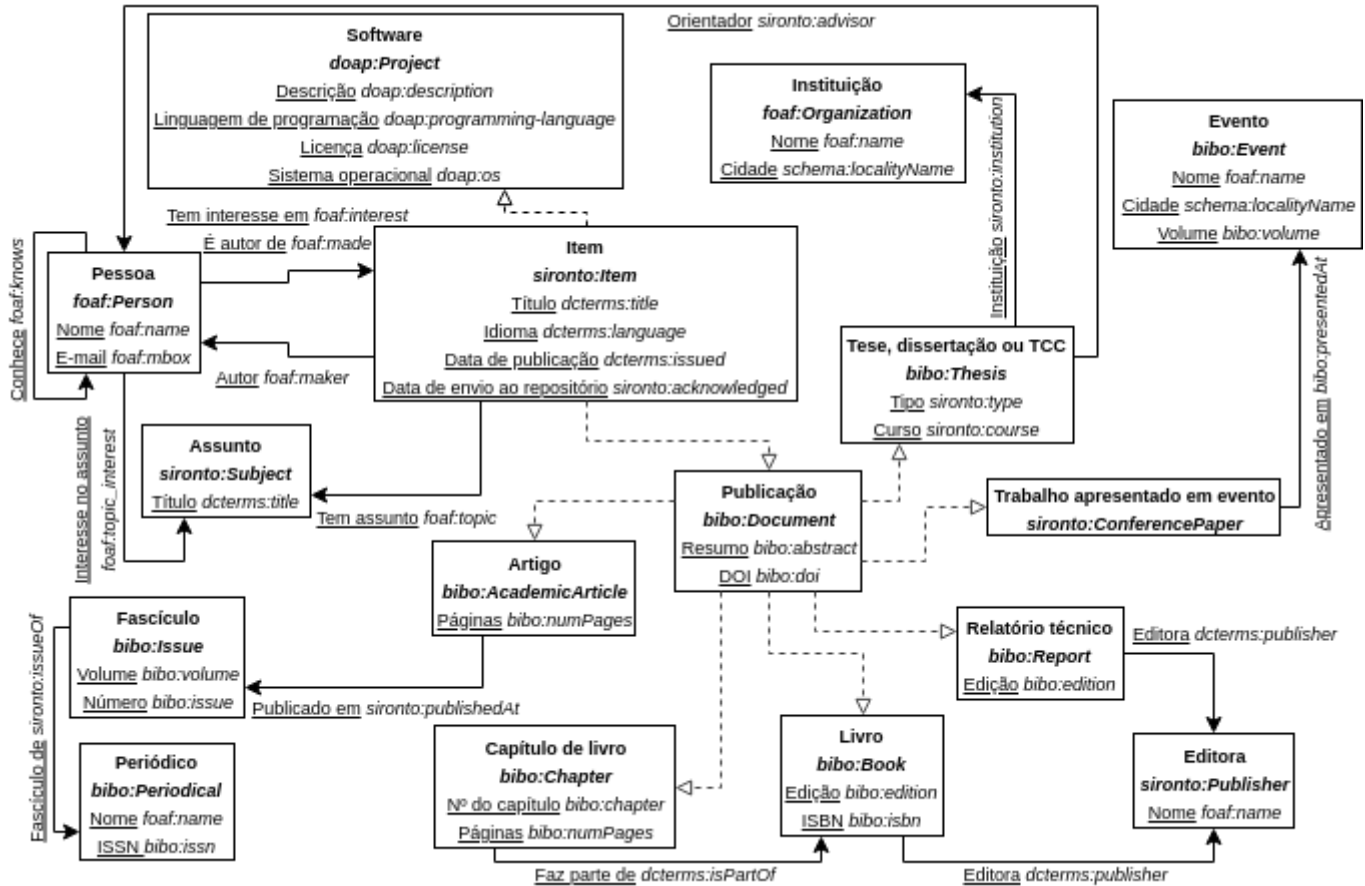 Orientador sironto:advisor
Software
doap:Project
Descrição doap:description
Linguagem de programação doap:programming-language
Licença doap:license
Sistema operacional doap:os
Instituição
foaf:Organization
Nome foaf:name
Cidade schema:localityName
Instituição sironto:institution
Evento
bibo:Event
Nome foaf:name
Cidade schema:localityName
Volume bibo:volume
Tem interesse em foaf:interest
É autor de foaf:made
Conhece foaf:knows
Pessoa
foaf:Person
Nome foaf:name
E-mail foaf:mbox
Autor foaf:maker
Item
sironto:Item
Título dcterms:title
Idioma dcterms:language
Data de publicação dcterms:issued
Data de envio ao repositório sironto:acknowledged
Tese, dissertação ou TCC
bibo:Thesis
Tipo sironto:type
Curso sironto:course
Apresentado em bibo:presentedAt
Interesse no assunto
foaf:topic_interest
Assunto
sironto:Subject
Título dcterms:title
Tem assunto foaf:topic
Publicação
bibo:Document
Resumo bibo:abstract
DOI bibo:doi
Trabalho apresentado em evento
sironto:ConferencePaper
Artigo
bibo:AcademicArticle
Páginas bibo:numPages
Fascículo
bibo:Issue
Volume bibo:volume
Número bibo:issue
Publicado em sironto:publishedAt
Fascículo de sironto:issueOf
Relatório técnico
bibo:Report
Edição bibo:edition
Editora dcterms:publisher
Periódico
bibo:Periodical
Nome foaf:name
ISSN bibo:issn
Capítulo de livro
bibo:Chapter
Nº do capítulo bibo:chapter
Páginas bibo:numPages
Livro
bibo:Book
Edição bibo:edition
ISBN bibo:isbn
Editora
sironto:Publisher
Nome foaf:name
Faz parte de dcterms:isPartOf
Editora dcterms:publisher